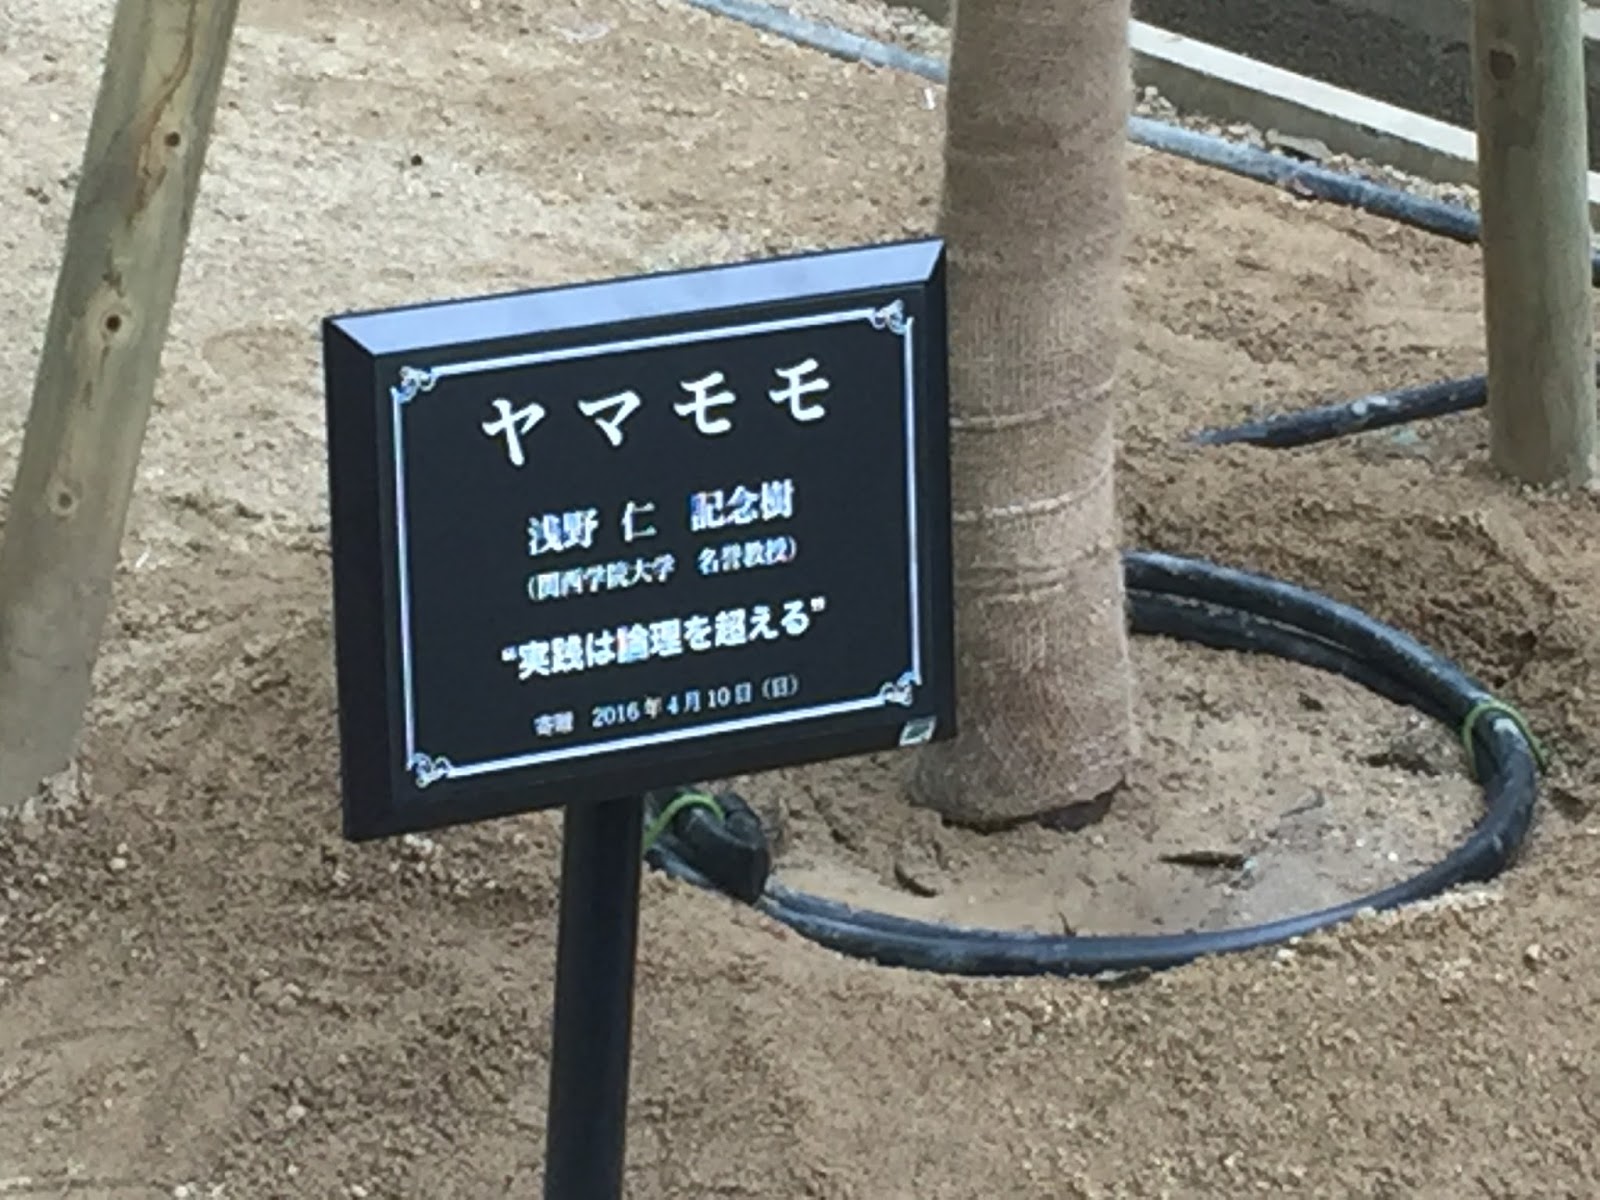 ヤマモモ
浅野 仁 記念樹
(関西学院大学 名誉教授)
“実践は論理を超える”
寄贈 2016年4月10日(日)